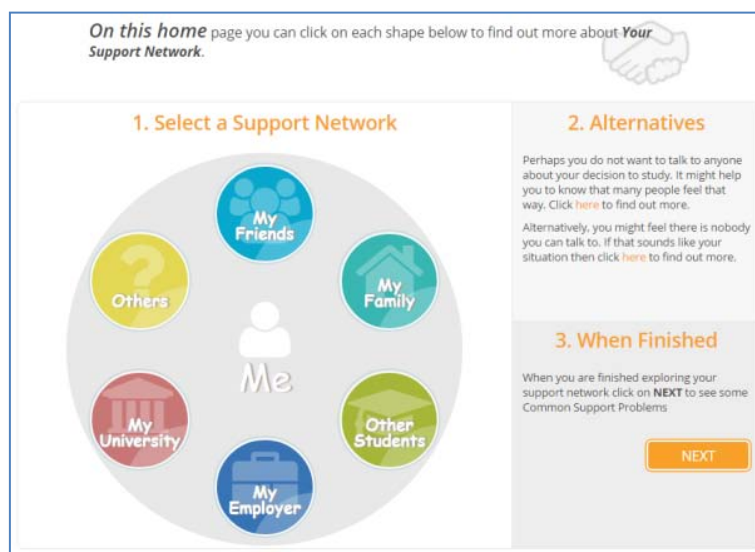 On this home page you can click on each shape below to find out more about Your
Support Network.
1. Select a Support Network
My
Friends
My
Family
Other
Students
My
Employer
My
University
Others
Me
2. Alternatives
Perhaps you do not want to talk to anyone
about your decision to study. It might help
you to know that many people feel that
way. Click here to find out more.
Alternatively, you might feel there is nobody
you can talk to. If that sounds like your
situation then click here to find out more.
3. When Finished
When you are finished exploring your
support network click on NEXT to see some
Common Support Problems
NEXT